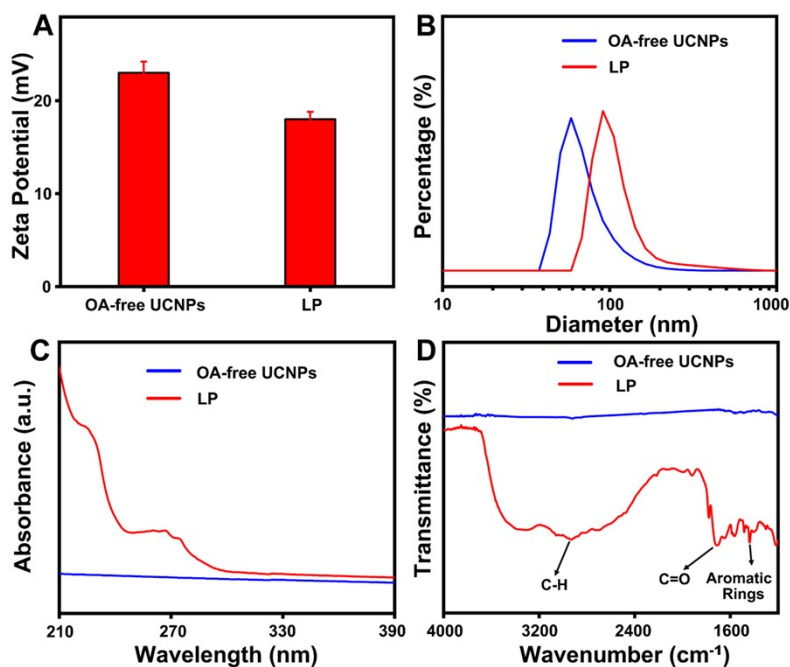 A
Zeta Potential (mV)
20
0
OA-free UCNPs
LP
B
Percentage (%)
OA-free UCNPs
LP
10
100
1000
Diameter (nm)
C
Absorbance (a.u.)
OA-free UCNPs
LP
210
270
330
390
Wavelength (nm)
D
Transmittance (%)
OA-free UCNPs
LP
C-H
C=O
Aromatic
Rings
4000
3200
2400
1600
Wavenumber (cm⁻¹)